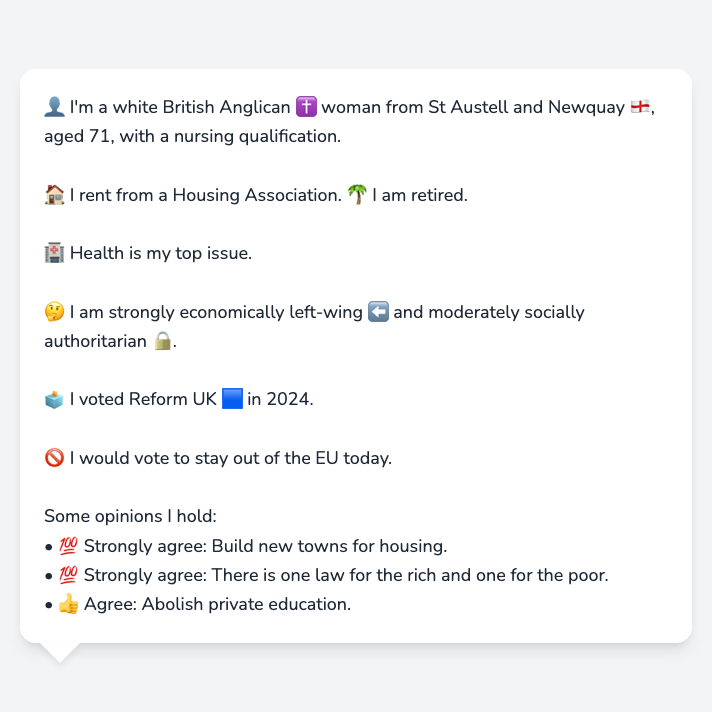 👤 I'm a white British Anglican ✝️ woman from St Austell and Newquay 🏴󠁧󠁢󠁥󠁮󠁧󠁿,
aged 71, with a nursing qualification.
🏠 I rent from a Housing Association. 🌴 I am retired.
🏥 Health is my top issue.
🤔 I am strongly economically left-wing ⬅️ and moderately socially
authoritarian 🔒.
🗳️ I voted Reform UK 🟦 in 2024.
🚫 I would vote to stay out of the EU today.
Some opinions I hold:
• 💯 Strongly agree: Build new towns for housing.
• 💯 Strongly agree: There is one law for the rich and one for the poor.
• 👍 Agree: Abolish private education.